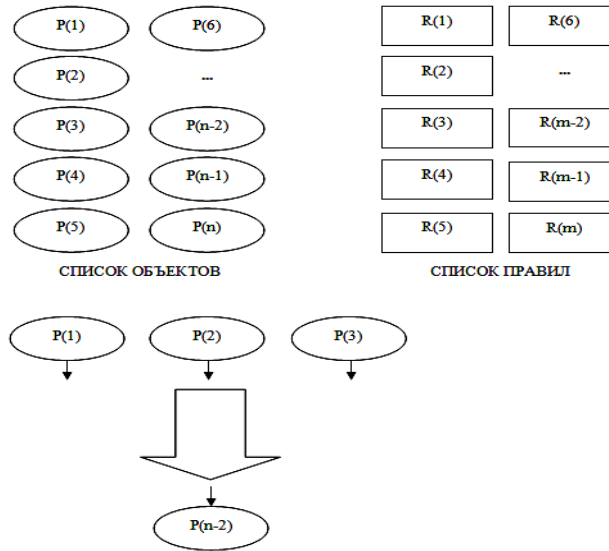 P(1) P(6) R(1) R(6)
P(2) ... R(2) ...
P(3) P(n-2) R(3) R(m-2)
P(4) P(n-1) R(4) R(m-1)
P(5) P(n) R(5) R(m)
СПИСОК ОБЪЕКТОВ СПИСОК ПРАВИЛ
P(1) P(2) P(3)
P(n-2)